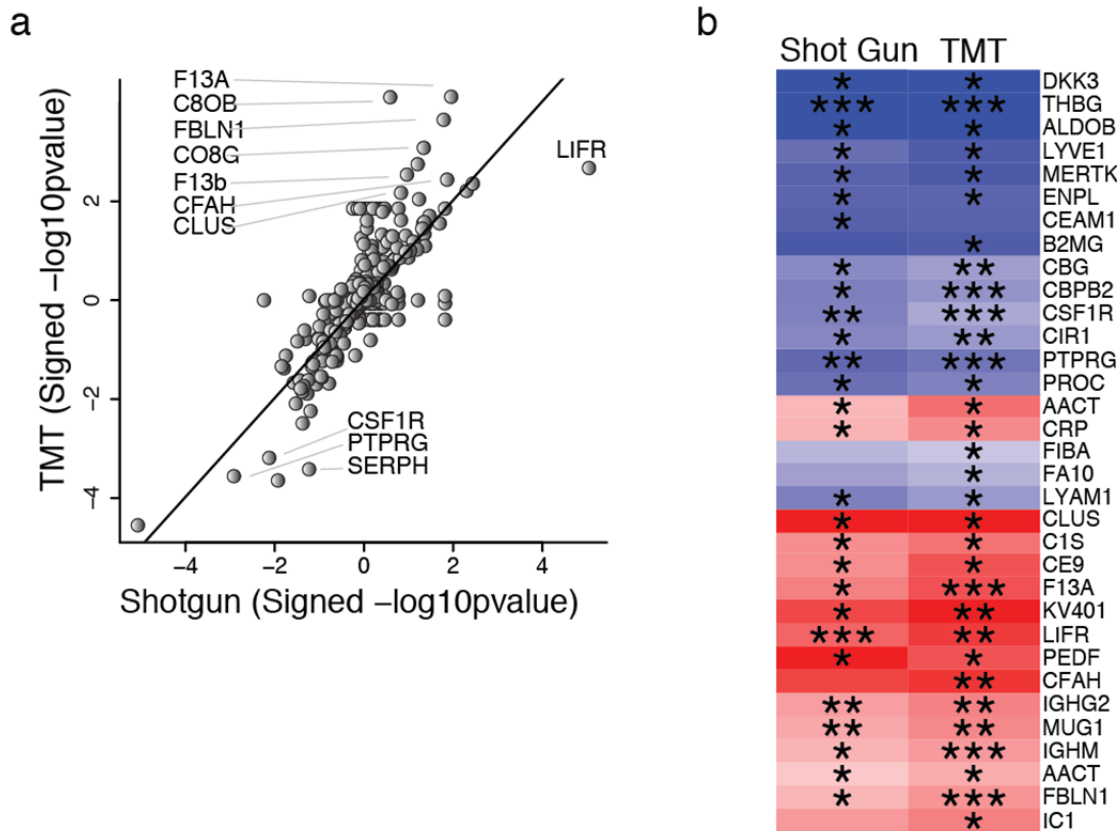 a
F13A
C8OB
FBLN1
CO8G
F13b
CFAH
CLUS
LIFR
CSF1R
PTPRG
SERPH
TMT (Signed −log10pvalue)
2
0
−2
−4
−4 −2 0 2 4
Shotgun (Signed −log10pvalue)
b
Shot Gun TMT
* * DKK3
*** *** THBG
* * ALDOB
* * LYVE1
* * MERTK
* * ENPL
* CEAM1
* B2MG
* ** CBG
* *** CBPB2
** *** CSF1R
* ** CIR1
** *** PTPRG
* * PROC
* * AACT
* * CRP
* FIBA
* FA10
* * LYAM1
* * CLUS
* * C1S
* * CE9
* *** F13A
* ** KV401
*** ** LIFR
* * PEDF
** CFAH
** ** IGHG2
** ** MUG1
* *** IGHM
* * AACT
* *** FBLN1
* IC1